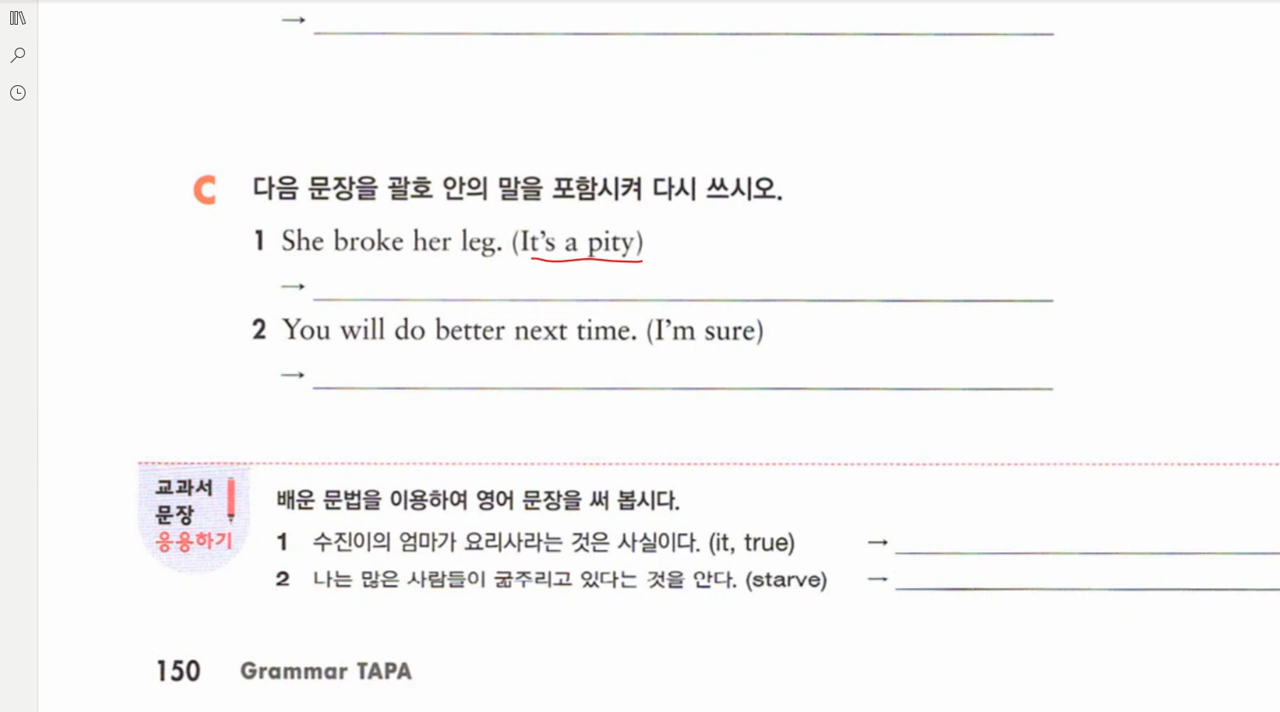 →
C 다음 문장을 괄호 안의 말을 포함시켜 다시 쓰시오.
1 She broke her leg. (It's a pity)
→
2 You will do better next time. (I'm sure)
→
교과서
문장
응용하기
배운 문법을 이용하여 영어 문장을 써 봅시다.
1 수진이의 엄마가 요리사라는 것은 사실이다. (it, true) →
2 나는 많은 사람들이 굶주리고 있다는 것을 안다. (starve) →
150 Grammar TAPA